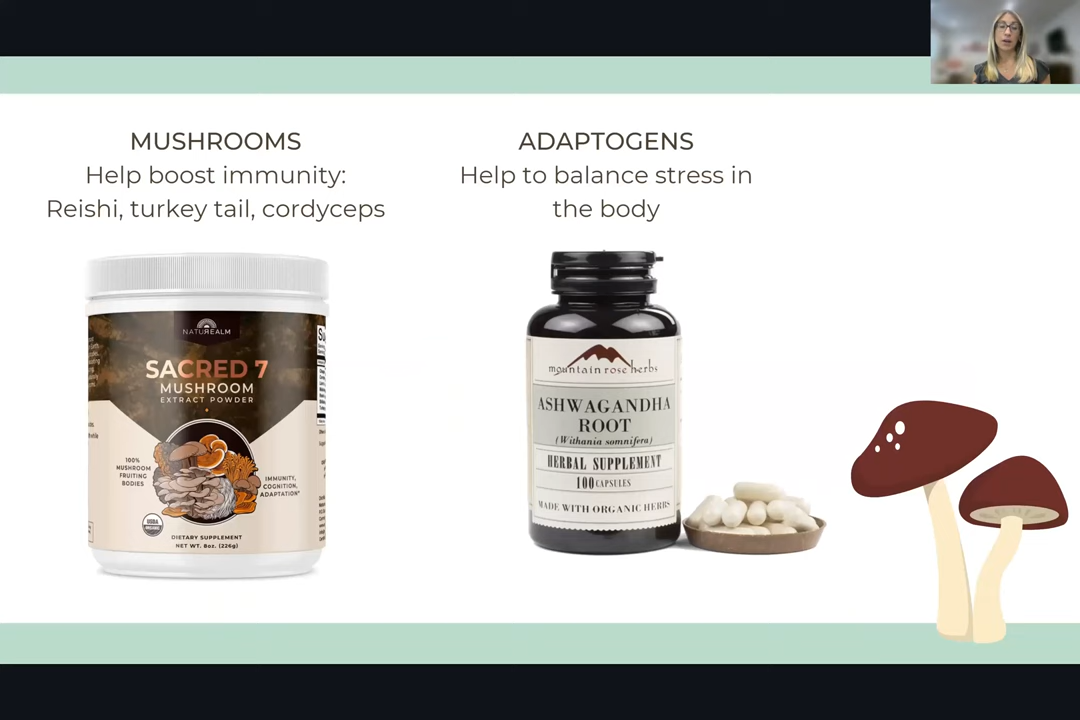 MUSHROOMS
Help boost immunity:
Reishi, turkey tail, cordyceps
ADAPTOGENS
Help to balance stress in
the body
NATUREALM
SACRED 7
MUSHROOM
EXTRACT POWDER
100%
MUSHROOM
FRUITING
BODIES
IMMUNITY,
COGNITION,
ADAPTATION*
USDA
ORGANIC
DIETARY SUPPLEMENT
NET WT. 8oz. (226g)
mountain rose herbs
ASHWAGANDHA
ROOT
(Withania somnifera)
HERBAL SUPPLEMENT
100 CAPSULES
MADE WITH ORGANIC HERBS